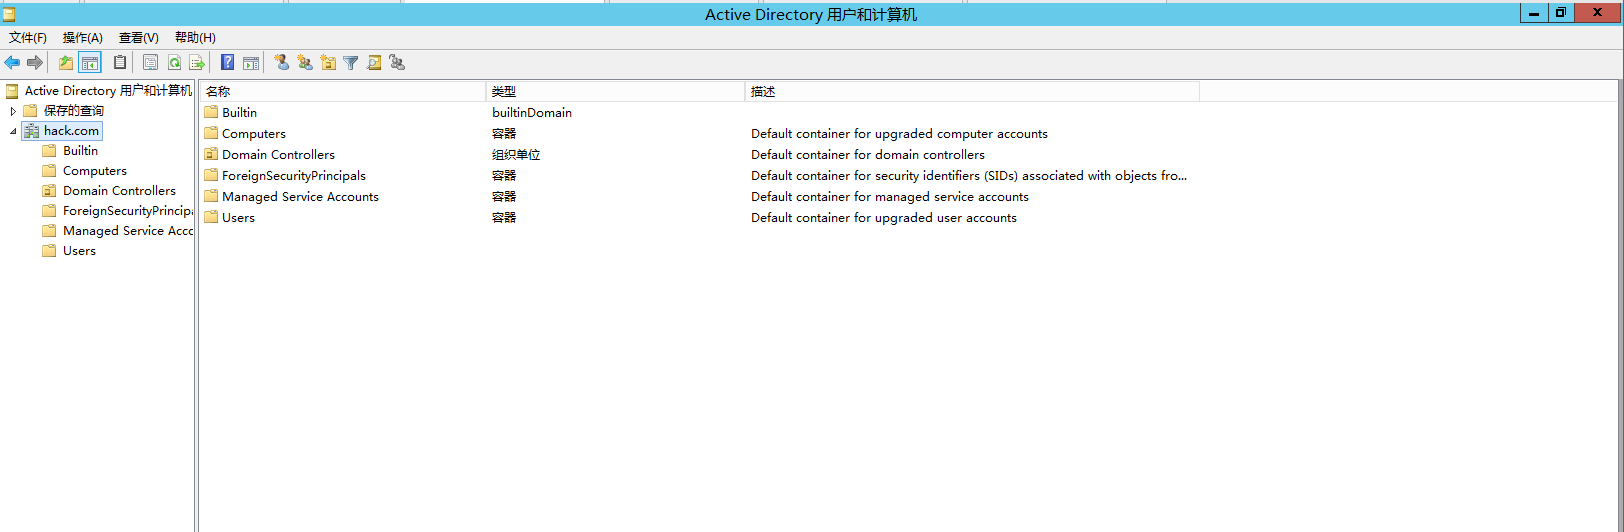 Active Directory 用户和计算机
文件(F) 操作(A) 查看(V) 帮助(H)
Active Directory 用户和计算机
保存的查询
hack.com
Builtin
Computers
Domain Controllers
ForeignSecurityPrincipa
Managed Service Acco
Users
名称 类型 描述
Builtin builtinDomain
Computers 容器 Default container for upgraded computer accounts
Domain Controllers 组织单位 Default container for domain controllers
ForeignSecurityPrincipals 容器 Default container for security identifiers (SIDs) associated with objects fro...
Managed Service Accounts 容器 Default container for managed service accounts
Users 容器 Default container for upgraded user accounts